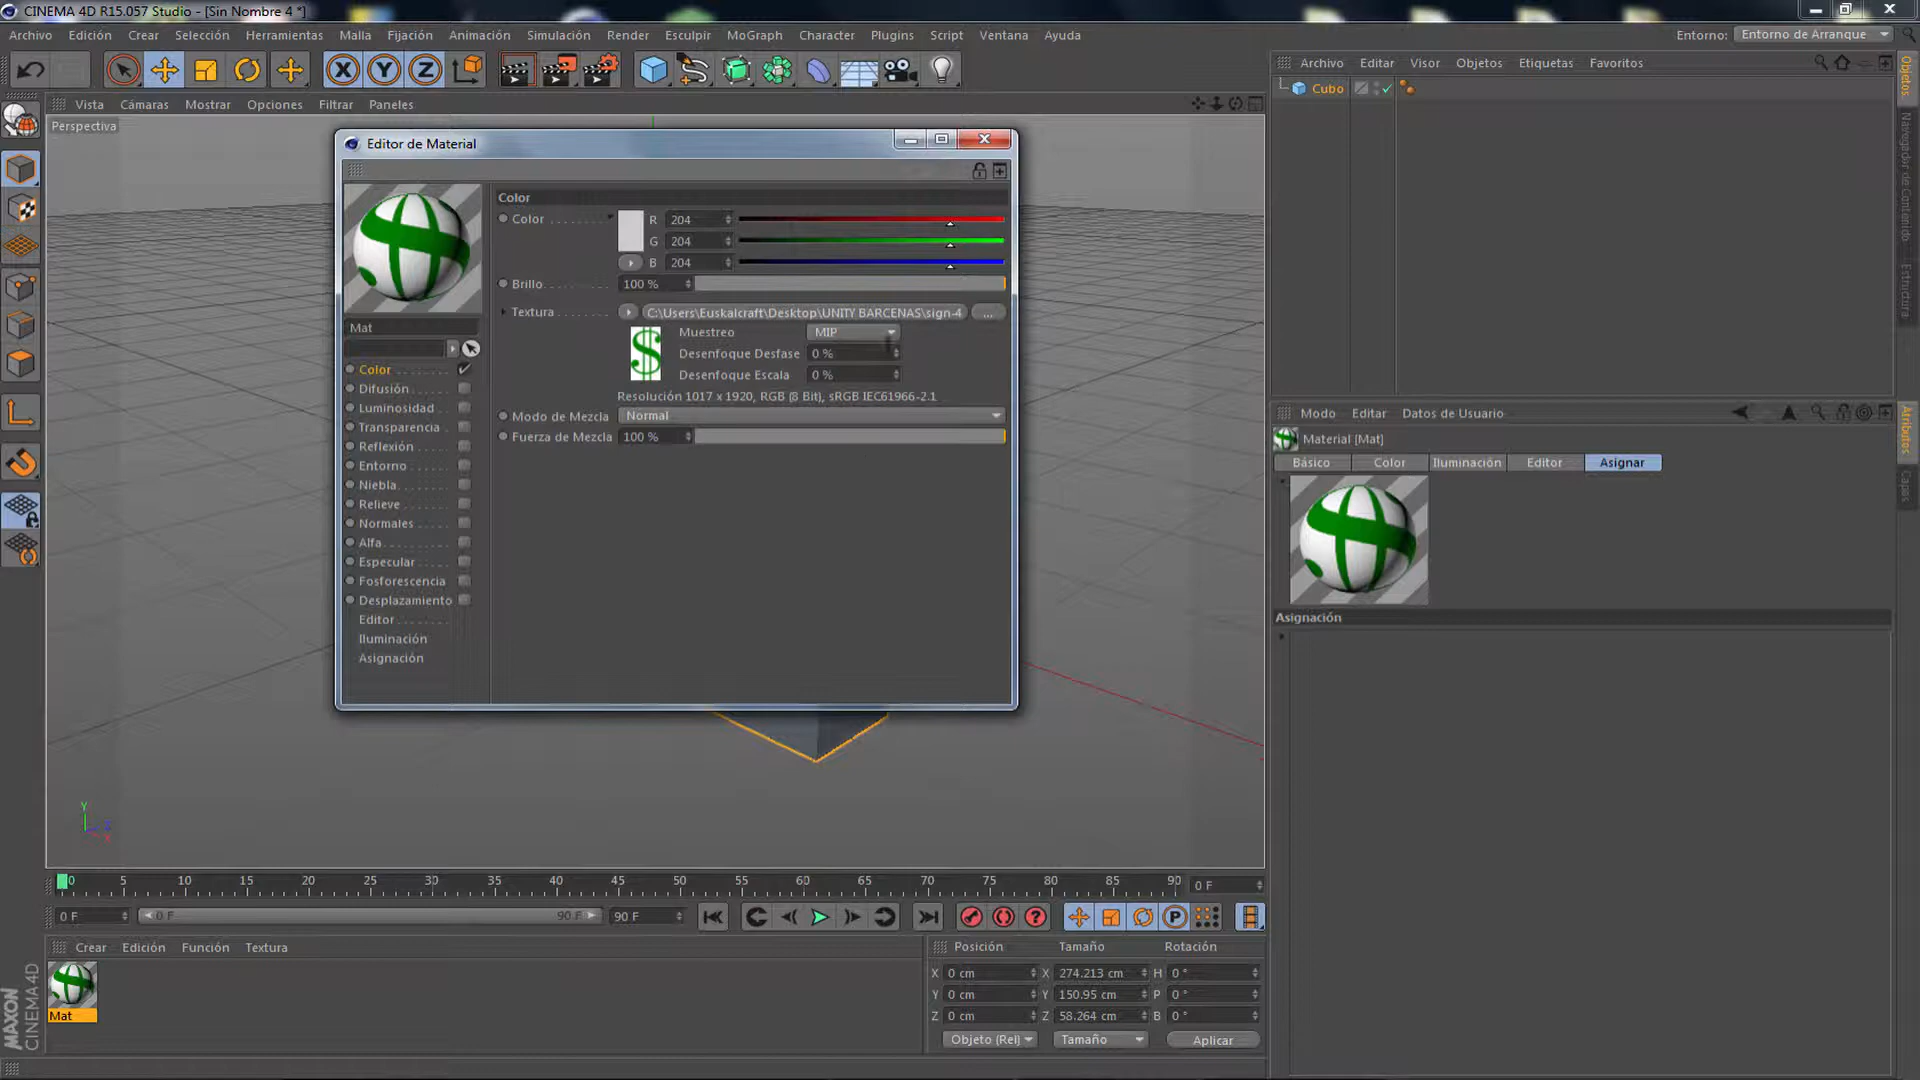 CINEMA 4D R15.057 Studio - [Sin Nombre 4 *]
Archivo Edición Crear Selección Herramientas Malla Fijación Animación Simulación Render Esculpir MoGraph Character Plugins Script Ventana Ayuda
Entorno: Entorno de Arranque
X Y Z
Vista Cámaras Mostrar Opciones Filtrar Paneles
Perspectiva
Archivo Editar Visor Objetos Etiquetas Favoritos
Cubo
Objetos
Navegador de Contenido
Estructura
Editor de Material
Color
Color R 204
G 204
B 204
Brillo 100 %
Textura C:\Users\Euskalcraft\Desktop\UNITY BARCENAS\sign-4 ...
Muestreo MIP
Desenfoque Desfase 0 %
Desenfoque Escala 0 %
$
Resolución 1017 x 1920, RGB (8 Bit), sRGB IEC61966-2.1
Modo de Mezcla Normal
Fuerza de Mezcla 100 %
Mat
Color
Difusión
Luminosidad
Transparencia
Reflexión
Entorno
Niebla
Relieve
Normales
Alfa
Especular
Fosforescencia
Desplazamiento
Editor
Iluminación
Asignación
Modo Editar Datos de Usuario
Material [Mat]
Básico Color Iluminación Editor Asignar
Asignación
Atributos
Capas
Y
0 5 10 15 20 25 30 35 40 45 50 55 60 65 70 75 80 85 90 0 F
0 F 0 F 90 F 90 F
P
Crear Edición Función Textura
Mat
MAXON
CINEMA 4D
Posición Tamaño Rotación
X 0 cm X 274.213 cm H 0 °
Y 0 cm Y 150.95 cm P 0 °
Z 0 cm Z 58.264 cm B 0 °
Objeto (Rel) Tamaño Aplicar